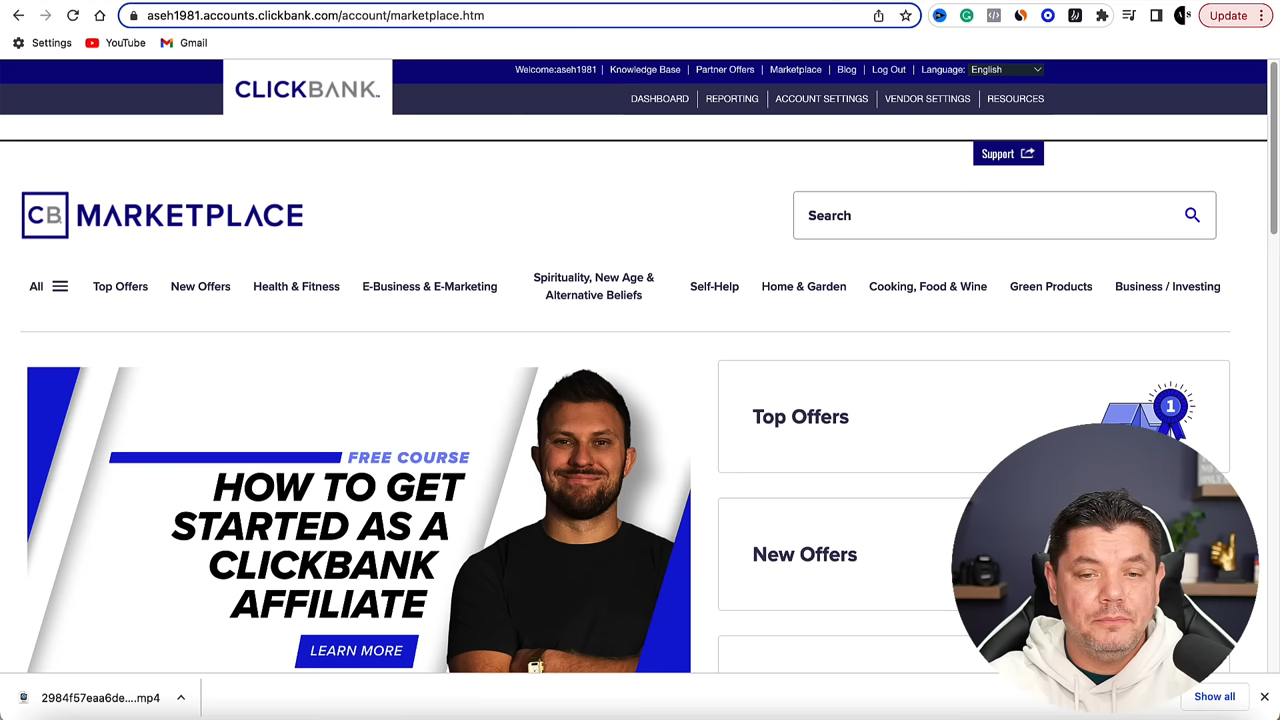 aseh1981.accounts.clickbank.com/account/marketplace.htm
Update
Settings
YouTube
Gmail
Welcome:aseh1981 | Knowledge Base | Partner Offers | Marketplace | Blog | Log Out | Language: English
CLICKBANK
DASHBOARD | REPORTING | ACCOUNT SETTINGS | VENDOR SETTINGS | RESOURCES
Support
CB MARKETPLACE
Search
All
Top Offers
New Offers
Health & Fitness
E-Business & E-Marketing
Spirituality, New Age &
Alternative Beliefs
Self-Help
Home & Garden
Cooking, Food & Wine
Green Products
Business / Investing
FREE COURSE
HOW TO GET
STARTED AS A
CLICKBANK
AFFILIATE
LEARN MORE
Top Offers
1
New Offers
2984f57eaa6de....mp4
Show all